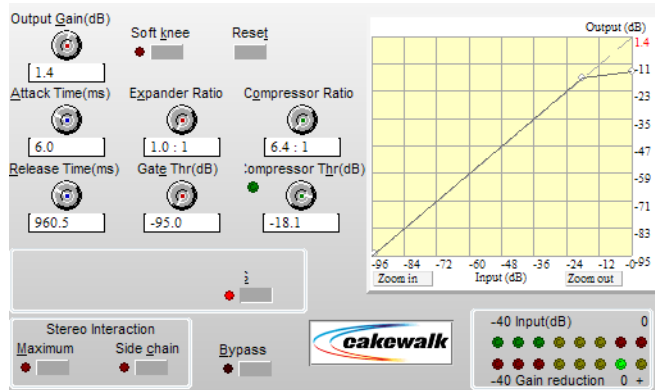 Output Gain(dB)
Soft knee
Reset
1.4
Attack Time(ms)
Expander Ratio
Compressor Ratio
6.0
1.0 : 1
6.4 : 1
Release Time(ms)
Gate Thr(dB)
Compressor Thr(dB)
960.5
-95.0
-18.1
Output (dB)
1.4
-11
-23
-35
-47
-59
-71
-83
-95
-96 -84 -72 -60 -48 -36 -24 -12 -0
Zoom in
Input (dB)
Zoom out
Stereo Interaction
Maximum
Side chain
Bypass
cakewalk
-40 Input(dB) 0
-40 Gain reduction 0 +